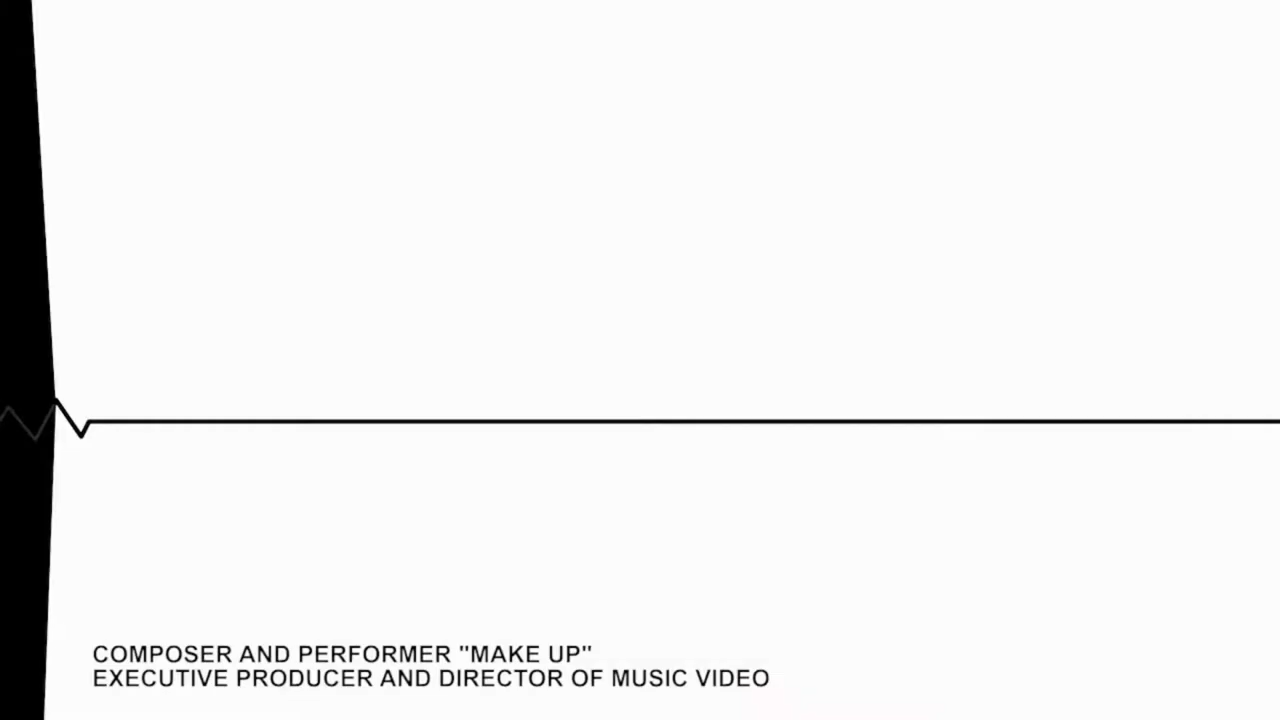 COMPOSER AND PERFORMER "MAKE UP"
EXECUTIVE PRODUCER AND DIRECTOR OF MUSIC VIDEO